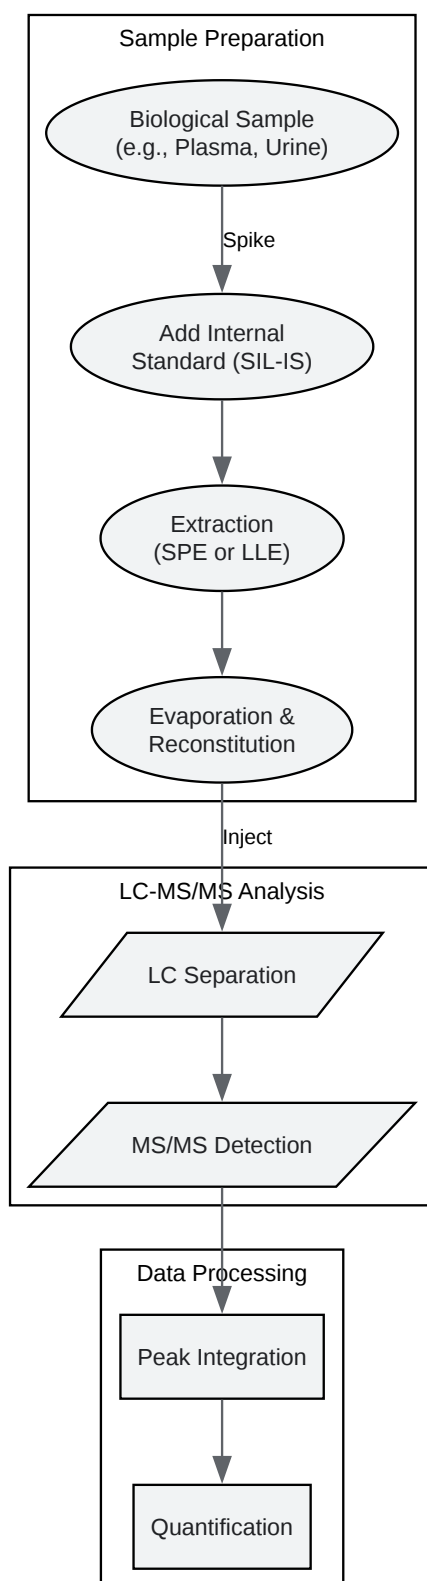 Sample Preparation
Biological Sample
(e.g., Plasma, Urine)
Spike
Add Internal
Standard (SIL-IS)
Extraction
(SPE or LLE)
Evaporation &
Reconstitution
Inject
LC-MS/MS Analysis
LC Separation
MS/MS Detection
Data Processing
Peak Integration
Quantification